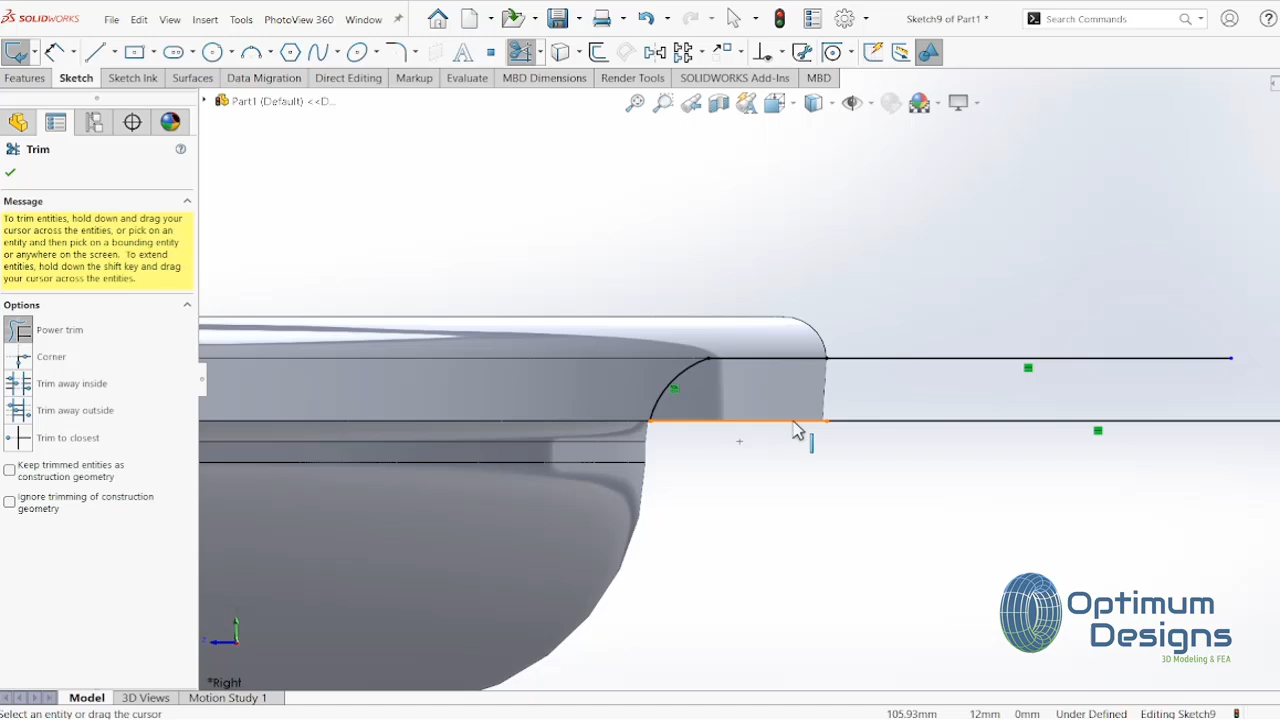 SOLIDWORKS File Edit View Insert Tools PhotoView 360 Window Sketch9 of Part1 * Search Commands
Features Sketch Sketch Ink Surfaces Data Migration Direct Editing Markup Evaluate MBD Dimensions Render Tools SOLIDWORKS Add-Ins MBD
Part1 (Default) <<D...
Trim
Message
To trim entities, hold down and drag your
cursor across the entities, or pick on an
entity and then pick on a bounding entity
or anywhere on the screen. To extend
entities, hold down the shift key and drag
your cursor across the entities.
Options
Power trim
Corner
Trim away inside
Trim away outside
Trim to closest
Keep trimmed entities as
construction geometry
Ignore trimming of construction
geometry
Optimum
Designs
3D Modeling & FEA
*Right
Model 3D Views Motion Study 1
Select an entity or drag the cursor 105.93mm 12mm 0mm Under Defined Editing Sketch9